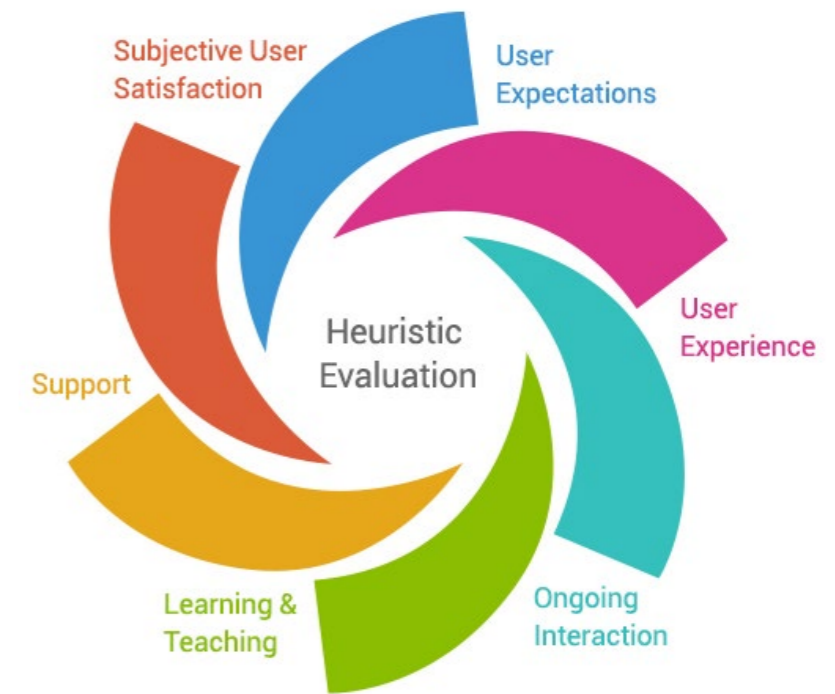 Subjective User
Satisfaction
User
Expectations
User
Experience
Heuristic
Evaluation
Support
Learning &
Teaching
Ongoing
Interaction